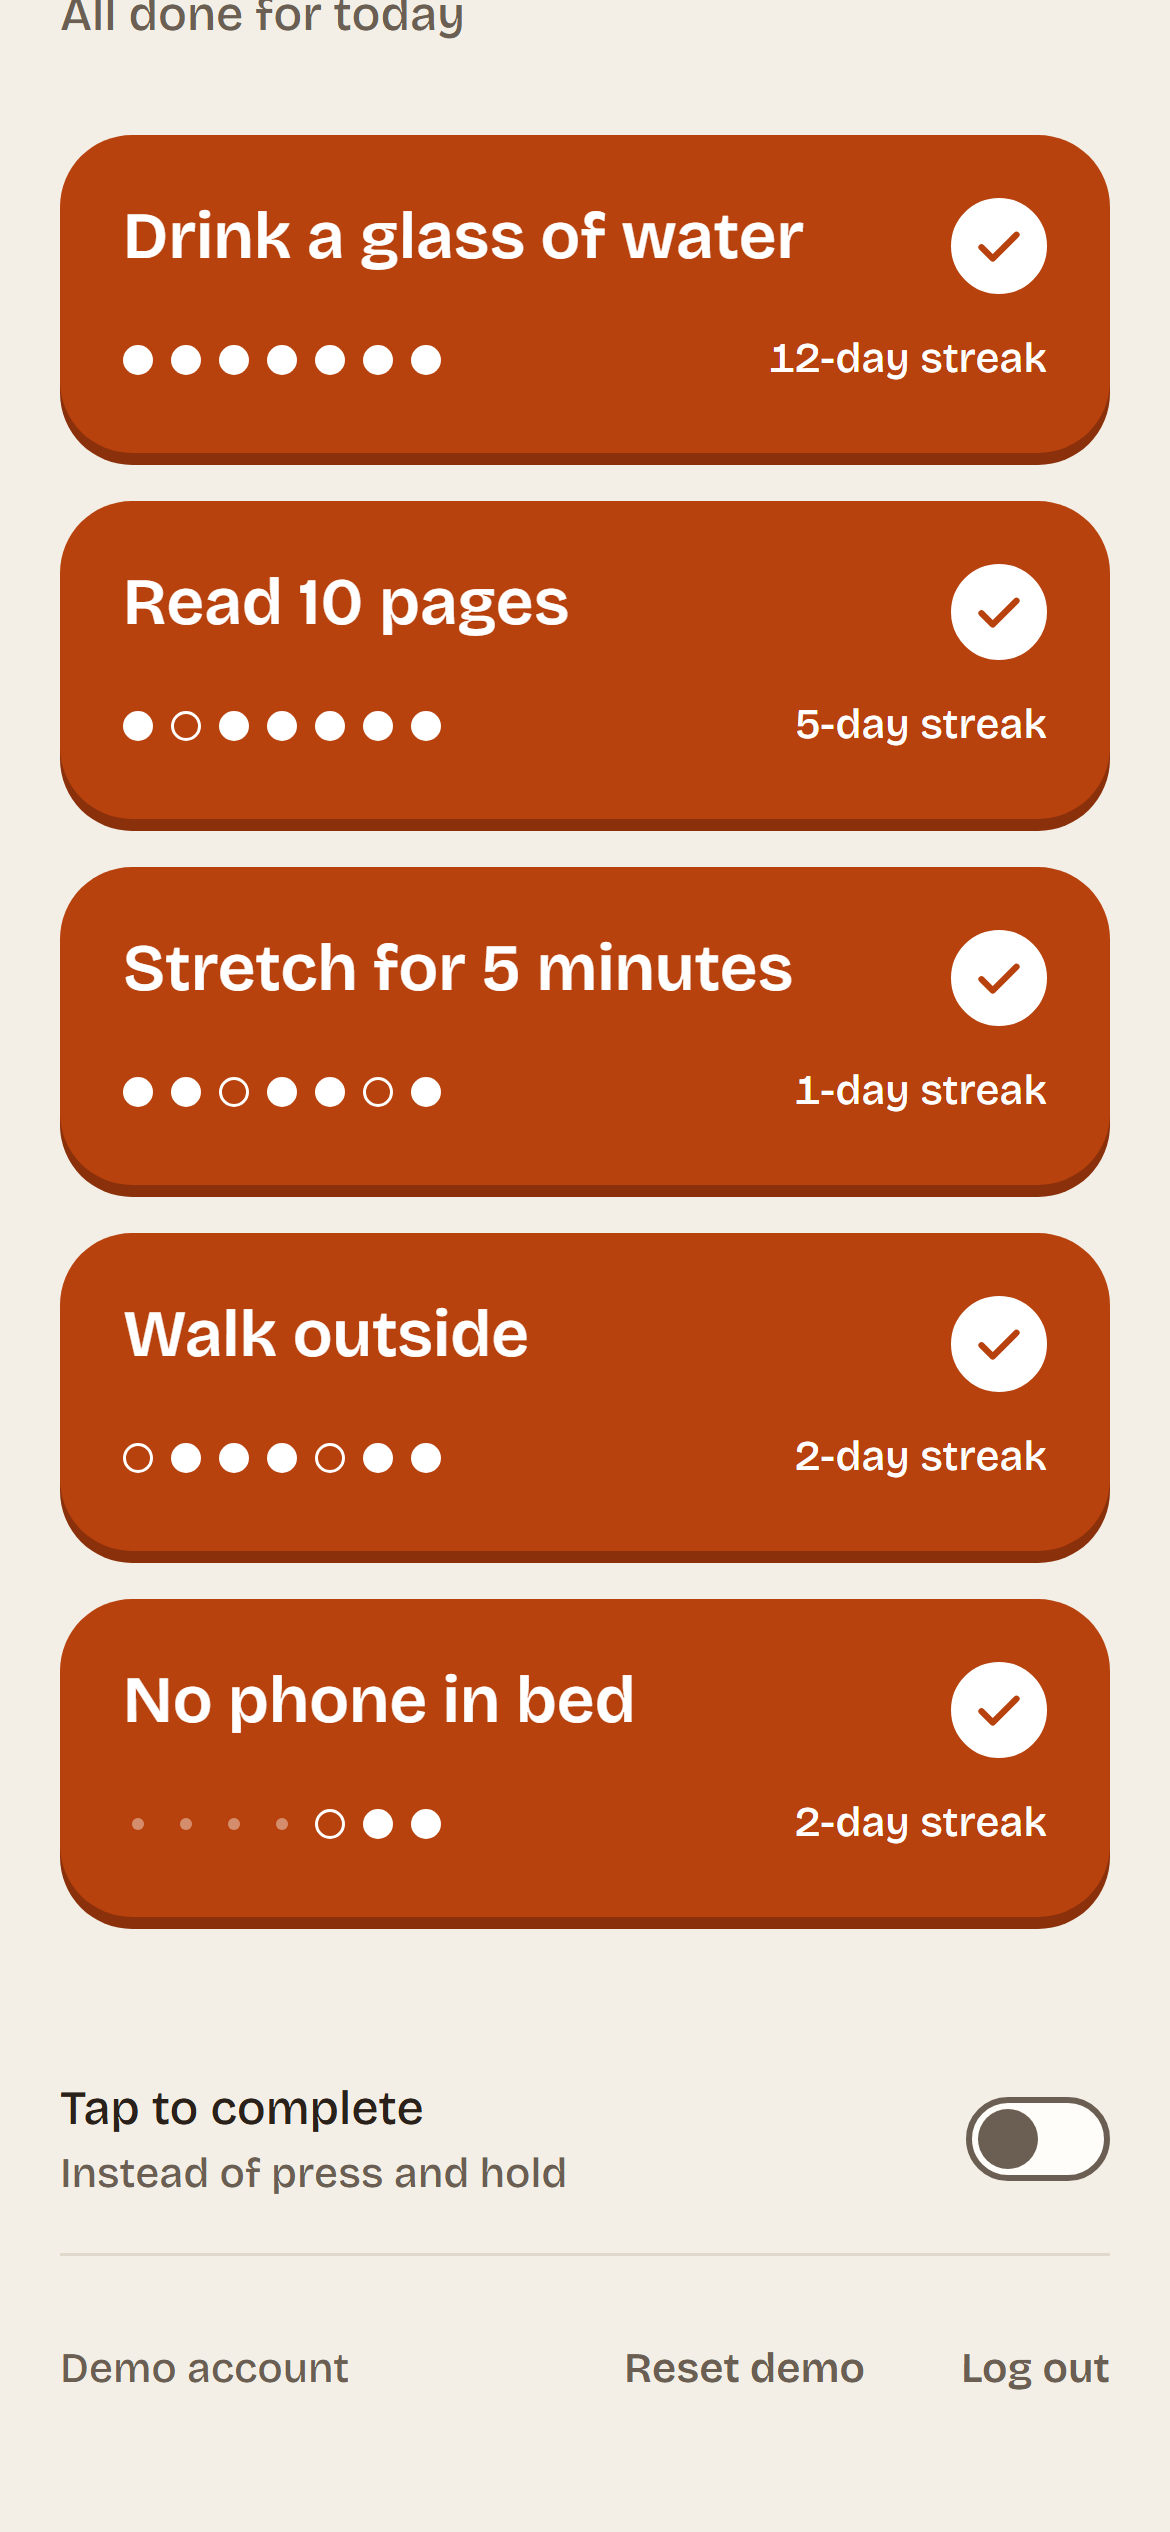 All done for today
Drink a glass of water
12-day streak
Read 10 pages
5-day streak
Stretch for 5 minutes
1-day streak
Walk outside
2-day streak
No phone in bed
2-day streak
Tap to complete
Instead of press and hold
Demo account
Reset demo
Log out